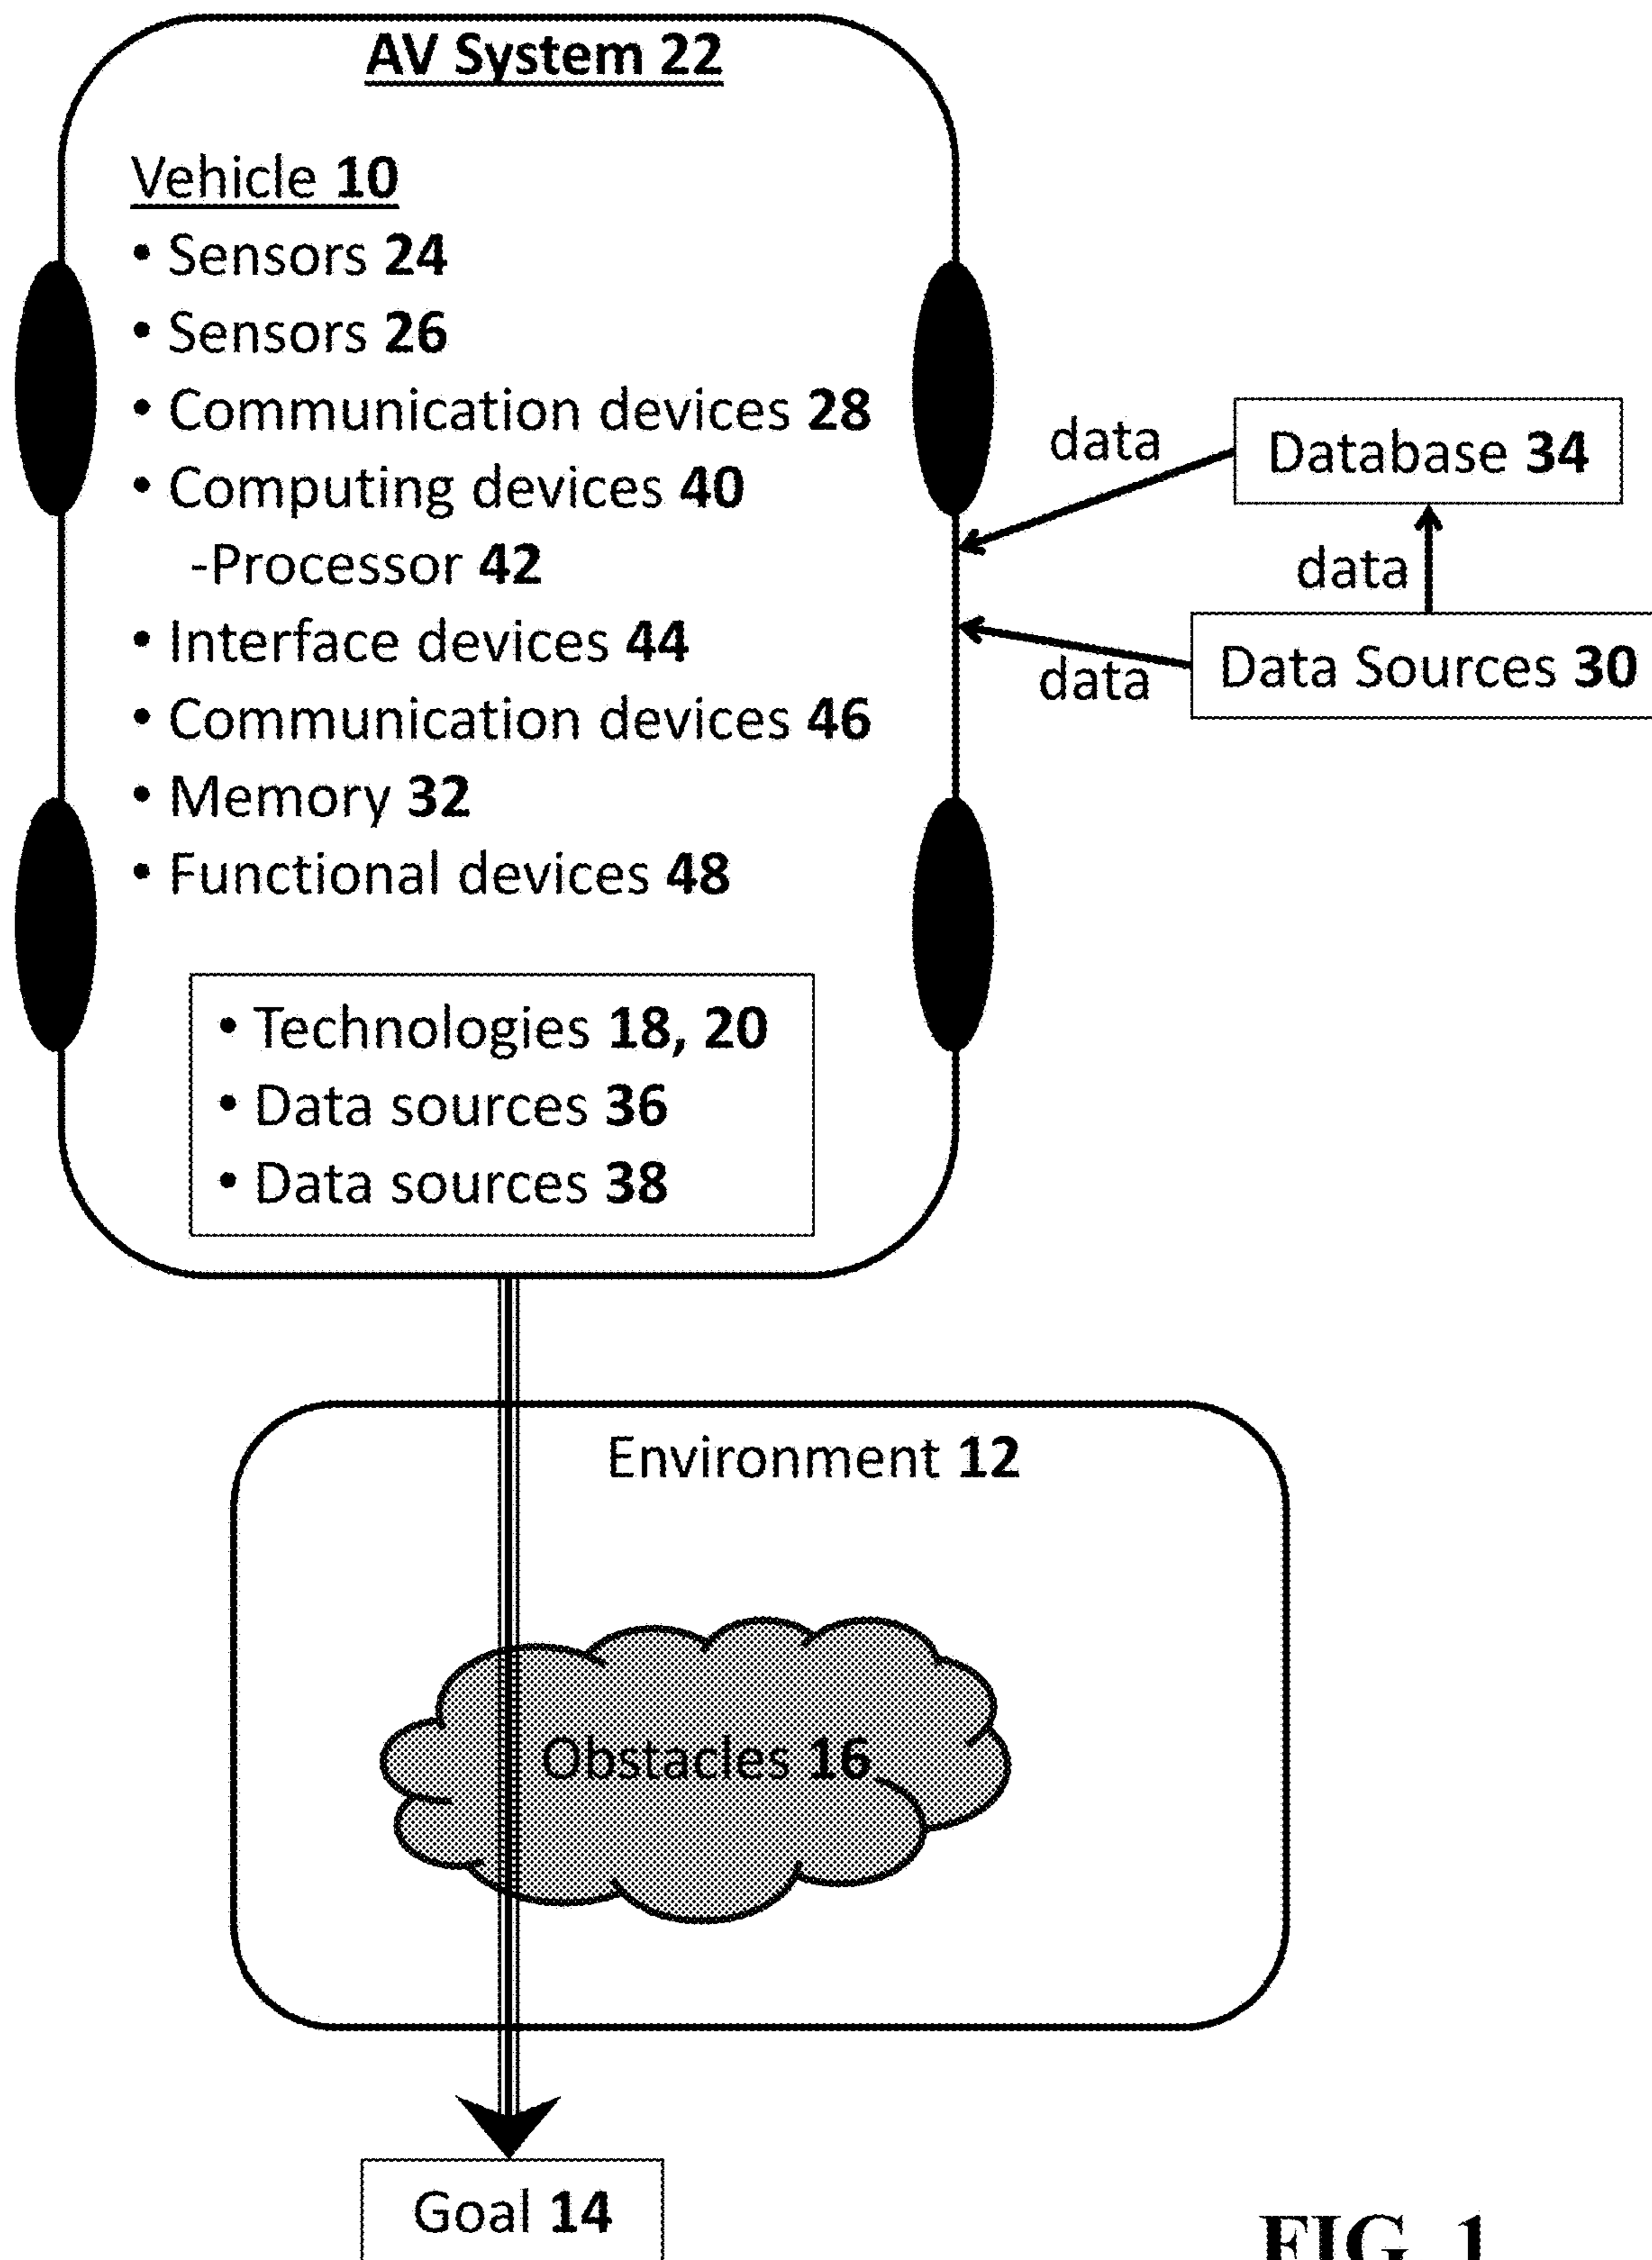 AV System 22
Vehicle 10
• Sensors 24
• Sensors 26
• Communication devices 28
• Computing devices 40
-Processor 42
• Interface devices 44
• Communication devices 46
• Memory 32
• Functional devices 48
• Technologies 18, 20
• Data sources 36
• Data sources 38
data
Database 34
data
data
Data Sources 30
Environment 12
Obstacles 16
Goal 14
FIG. 1